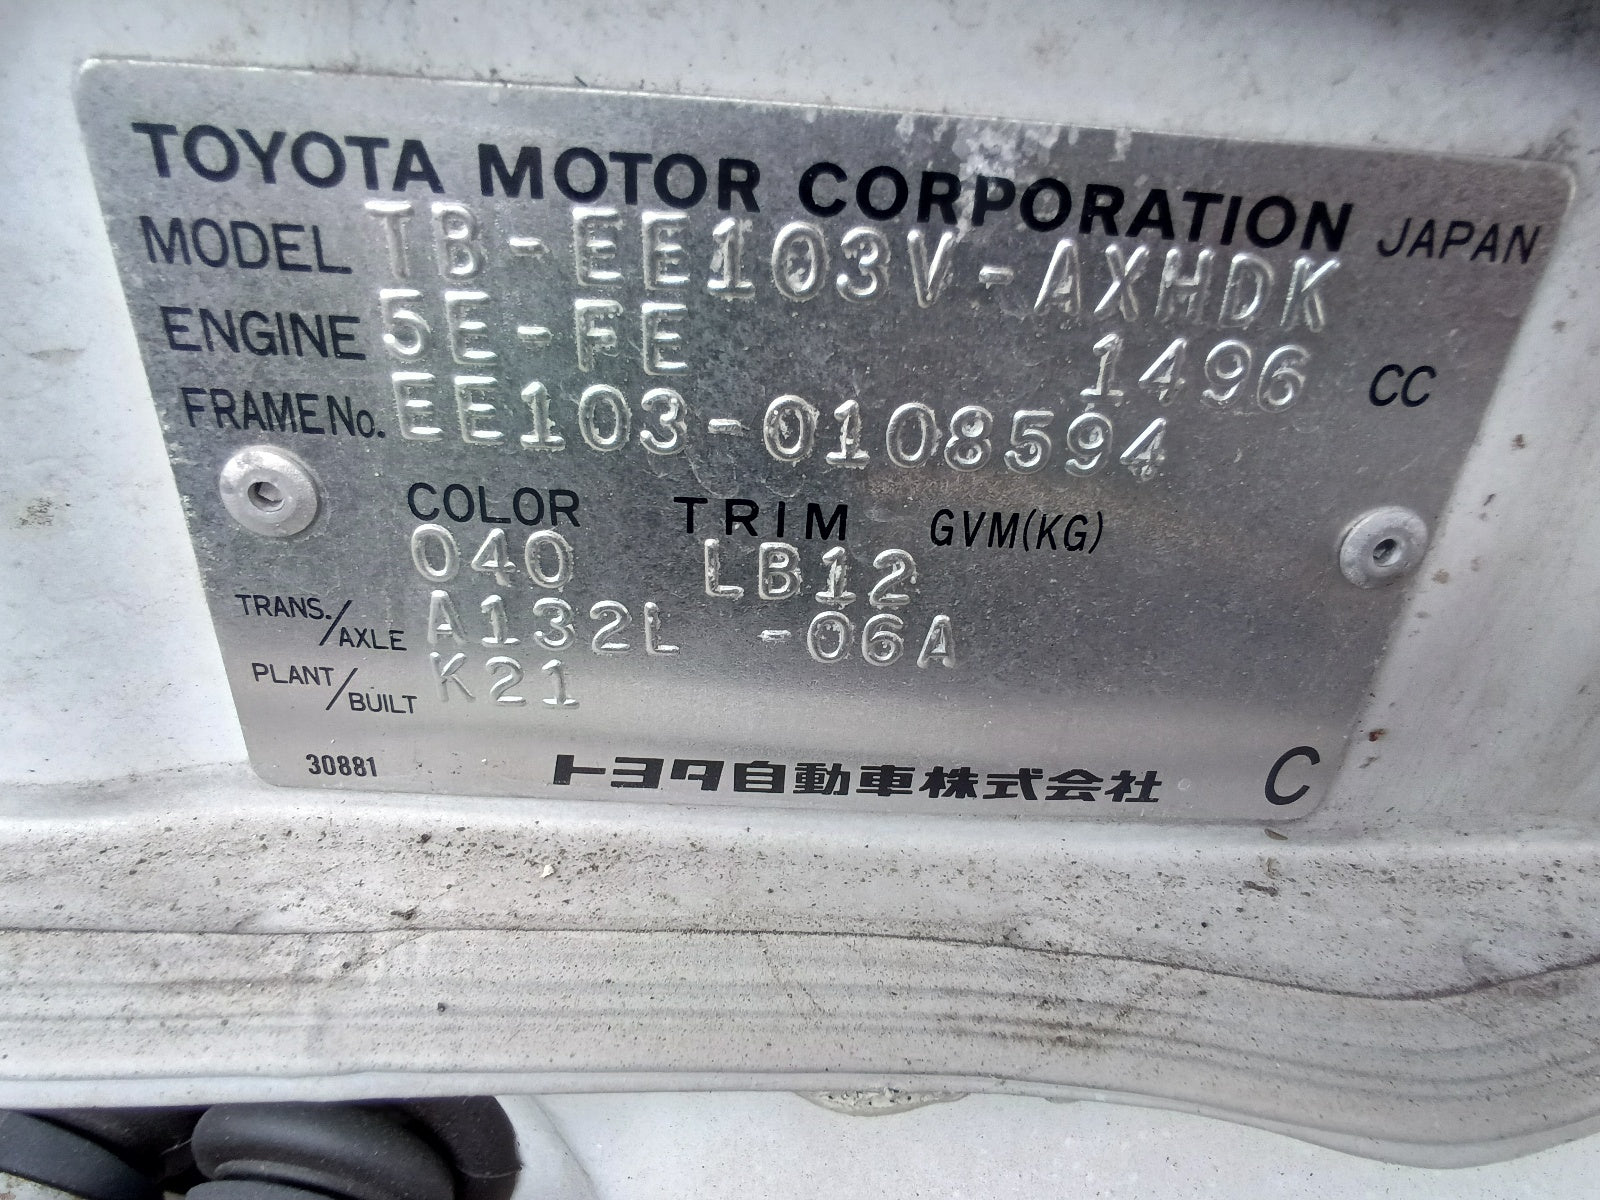 TOYOTA MOTOR CORPORATION JAPAN
MODEL TB-EE103V-AXHDK
ENGINE 5E-FE 1496 CC
FRAME No. EE103-0108594
COLOR TRIM GVM(KG)
040 LB12
TRANS./AXLE A132L -06A
PLANT/BUILT K21
30881 トヨタ自動車株式会社 C